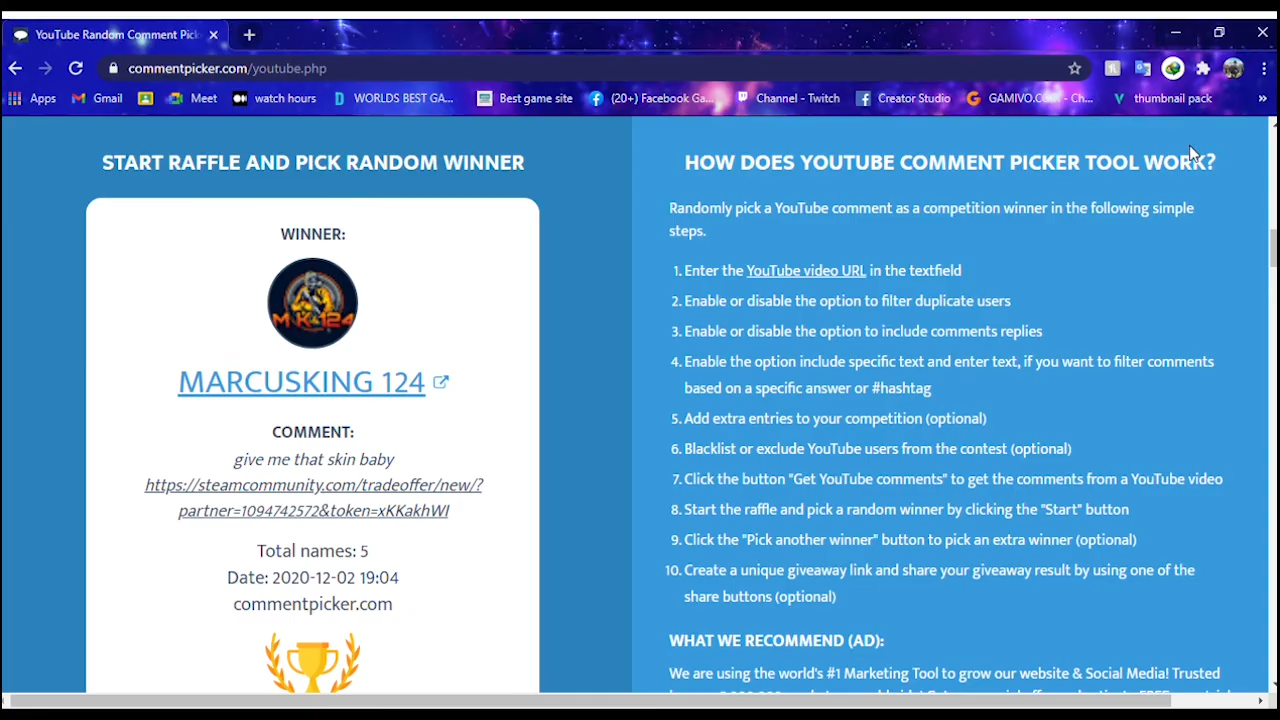 YouTube Random Comment Pick
commentpicker.com/youtube.php
Apps
Gmail
Meet
watch hours
WORLDS BEST GA...
Best game site
(20+) Facebook Ga...
Channel - Twitch
Creator Studio
GAMIVO.C... - Ch...
thumbnail pack
START RAFFLE AND PICK RANDOM WINNER
WINNER:
MK124
MARCUSKING 124
COMMENT:
give me that skin baby
https://steamcommunity.com/tradeoffer/new/?
partner=1094742572&token=xKKakhWI
Total names: 5
Date: 2020-12-02 19:04
commentpicker.com
HOW DOES YOUTUBE COMMENT PICKER TOOL WORK?
Randomly pick a YouTube comment as a competition winner in the following simple
steps.
1. Enter the YouTube video URL in the textfield
2. Enable or disable the option to filter duplicate users
3. Enable or disable the option to include comments replies
4. Enable the option include specific text and enter text, if you want to filter comments
based on a specific answer or #hashtag
5. Add extra entries to your competition (optional)
6. Blacklist or exclude YouTube users from the contest (optional)
7. Click the button "Get YouTube comments" to get the comments from a YouTube video
8. Start the raffle and pick a random winner by clicking the "Start" button
9. Click the "Pick another winner" button to pick an extra winner (optional)
10. Create a unique giveaway link and share your giveaway result by using one of the
share buttons (optional)
WHAT WE RECOMMEND (AD):
We are using the world's #1 Marketing Tool to grow our website & Social Media! Trusted